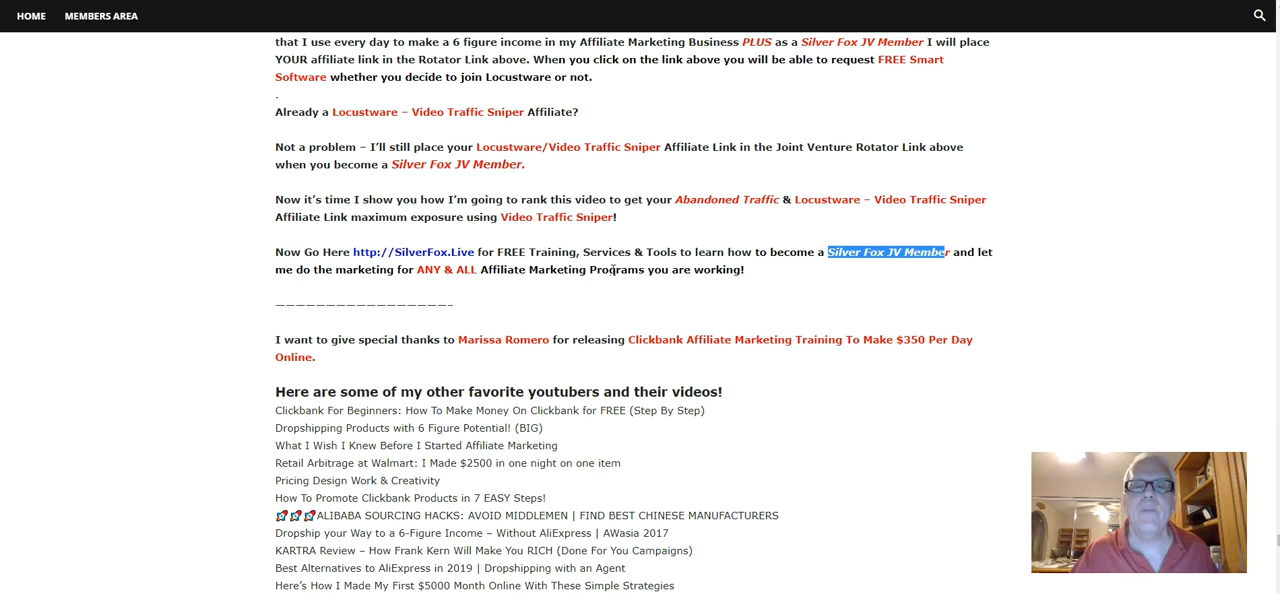 HOME MEMBERS AREA
that I use every day to make a 6 figure income in my Affiliate Marketing Business PLUS as a Silver Fox JV Member I will place
YOUR affiliate link in the Rotator Link above. When you click on the link above you will be able to request FREE Smart
Software whether you decide to join Locustware or not.
.
Already a Locustware – Video Traffic Sniper Affiliate?
Not a problem – I’ll still place your Locustware/Video Traffic Sniper Affiliate Link in the Joint Venture Rotator Link above
when you become a Silver Fox JV Member.
Now it’s time I show you how I’m going to rank this video to get your Abandoned Traffic & Locustware – Video Traffic Sniper
Affiliate Link maximum exposure using Video Traffic Sniper!
Now Go Here http://SilverFox.Live for FREE Training, Services & Tools to learn how to become a Silver Fox JV Member and let
me do the marketing for ANY & ALL Affiliate Marketing Programs you are working!
—————————————————–
I want to give special thanks to Marissa Romero for releasing Clickbank Affiliate Marketing Training To Make $350 Per Day
Online.
Here are some of my other favorite youtubers and their videos!
Clickbank For Beginners: How To Make Money On Clickbank for FREE (Step By Step)
Dropshipping Products with 6 Figure Potential! (BIG)
What I Wish I Knew Before I Started Affiliate Marketing
Retail Arbitrage at Walmart: I Made $2500 in one night on one item
Pricing Design Work & Creativity
How To Promote Clickbank Products in 7 EASY Steps!
🚀🚀🚀ALIBABA SOURCING HACKS: AVOID MIDDLEMEN | FIND BEST CHINESE MANUFACTURERS
Dropship your Way to a 6-Figure Income – Without AliExpress | AWasia 2017
KARTRA Review – How Frank Kern Will Make You RICH (Done For You Campaigns)
Best Alternatives to AliExpress in 2019 | Dropshipping with an Agent
Here’s How I Made My First $5000 Month Online With These Simple Strategies